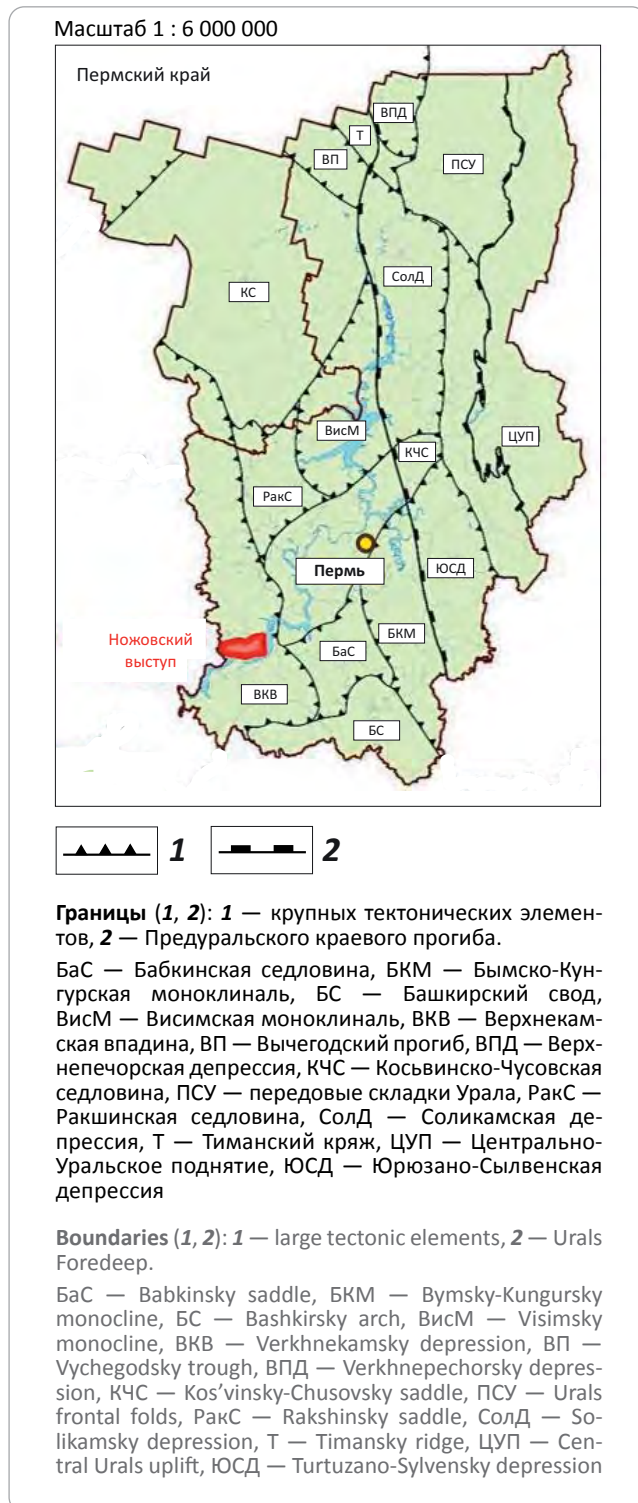 Масштаб 1 : 6 000 000
Пермский край
ВПД
Т
ВП
ПСУ
КС
СолД
ВисМ
КЧС
ЦУП
РакС
Пермь
ЮСД
Ножовский
выступ
БКМ
БаС
ВКВ
БС
1 2
Границы (1, 2): 1 — крупных тектонических элемен-
тов, 2 — Предуральского краевого прогиба.
БаС — Бабкинская седловина, БКМ — Бымско-Кун-
гурская моноклиналь, БС — Башкирский свод,
ВисМ — Висимская моноклиналь, ВКВ — Верхнекам-
ская впадина, ВП — Вычегодский прогиб, ВПД — Верх-
непечорская депрессия, КЧС — Косьвинско-Чусовская
седловина, ПСУ — передовые складки Урала, РакС —
Ракшинская седловина, СолД — Соликамская де-
прессия, Т — Тиманский кряж, ЦУП — Центрально-
Уральское поднятие, ЮСД — Юрюзано-Сылвенская
депрессия
Boundaries (1, 2): 1 — large tectonic elements, 2 — Urals
Foredeep.
БаС — Babkinsky saddle, БКМ — Bymsky-Kungursky
monocline, БС — Bashkirsky arch, ВисМ — Visimsky
monocline, ВКВ — Verkhnekamsky depression, ВП —
Vychegodsky trough, ВПД — Verkhnepechorsky depres-
sion, КЧС — Kos’vinsky-Chusovsky saddle, ПСУ — Urals
frontal folds, РакС — Rakshinsky saddle, СолД — So-
likamsky depression, Т — Timansky ridge, ЦУП — Cen-
tral Urals uplift, ЮСД — Turtuzano-Sylvensky depression